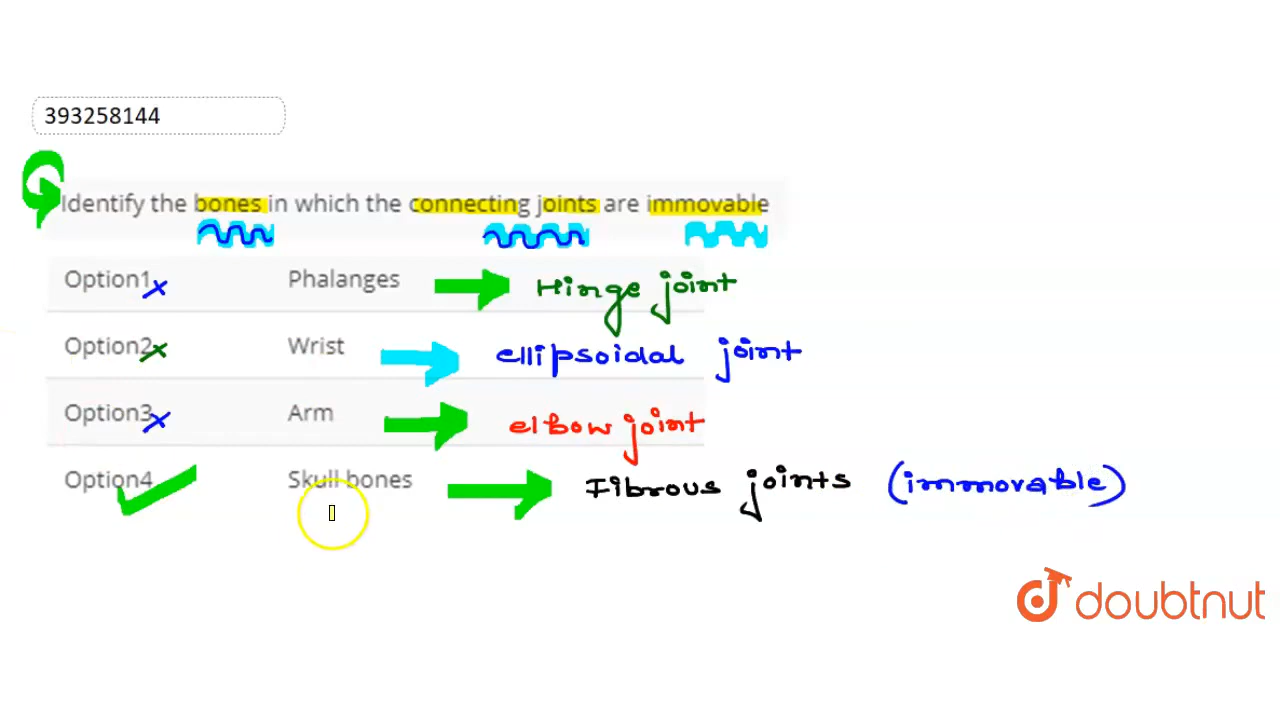 393258144
Identify the bones in which the connecting joints are immovable
Option1 x Phalanges → Hinge joint
Option2 x Wrist → ellipsoidal joint
Option3 x Arm → elbow joint
Option4 ✓ Skull bones → Fibrous joints (immovable)
doubtnut